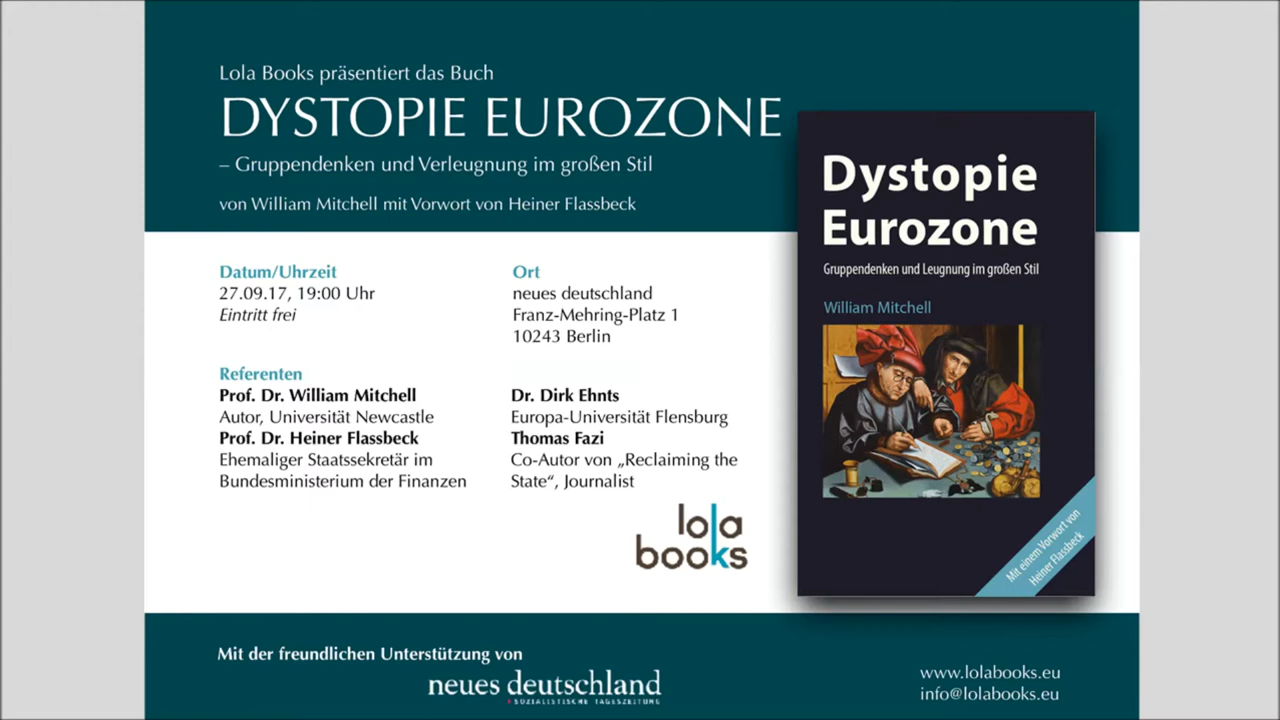 Lola Books präsentiert das Buch
DYSTOPIE EUROZONE
– Gruppendenken und Verleugnung im großen Stil
von William Mitchell mit Vorwort von Heiner Flassbeck
Datum/Uhrzeit
27.09.17, 19:00 Uhr
Eintritt frei
Ort
neues deutschland
Franz-Mehring-Platz 1
10243 Berlin
Referenten
Prof. Dr. William Mitchell
Autor, Universität Newcastle
Prof. Dr. Heiner Flassbeck
Ehemaliger Staatssekretär im
Bundesministerium der Finanzen
Dr. Dirk Ehnts
Europa-Universität Flensburg
Thomas Fazi
Co-Autor von „Reclaiming the
State“, Journalist
lola
books
Dystopie
Eurozone
Gruppendenken und Leugnung im großen Stil
William Mitchell
Mit einem Vorwort von
Heiner Flassbeck
Mit der freundlichen Unterstützung von
neues deutschland
SOZIALISTISCHE TAGESZEITUNG
www.lolabooks.eu
info@lolabooks.eu